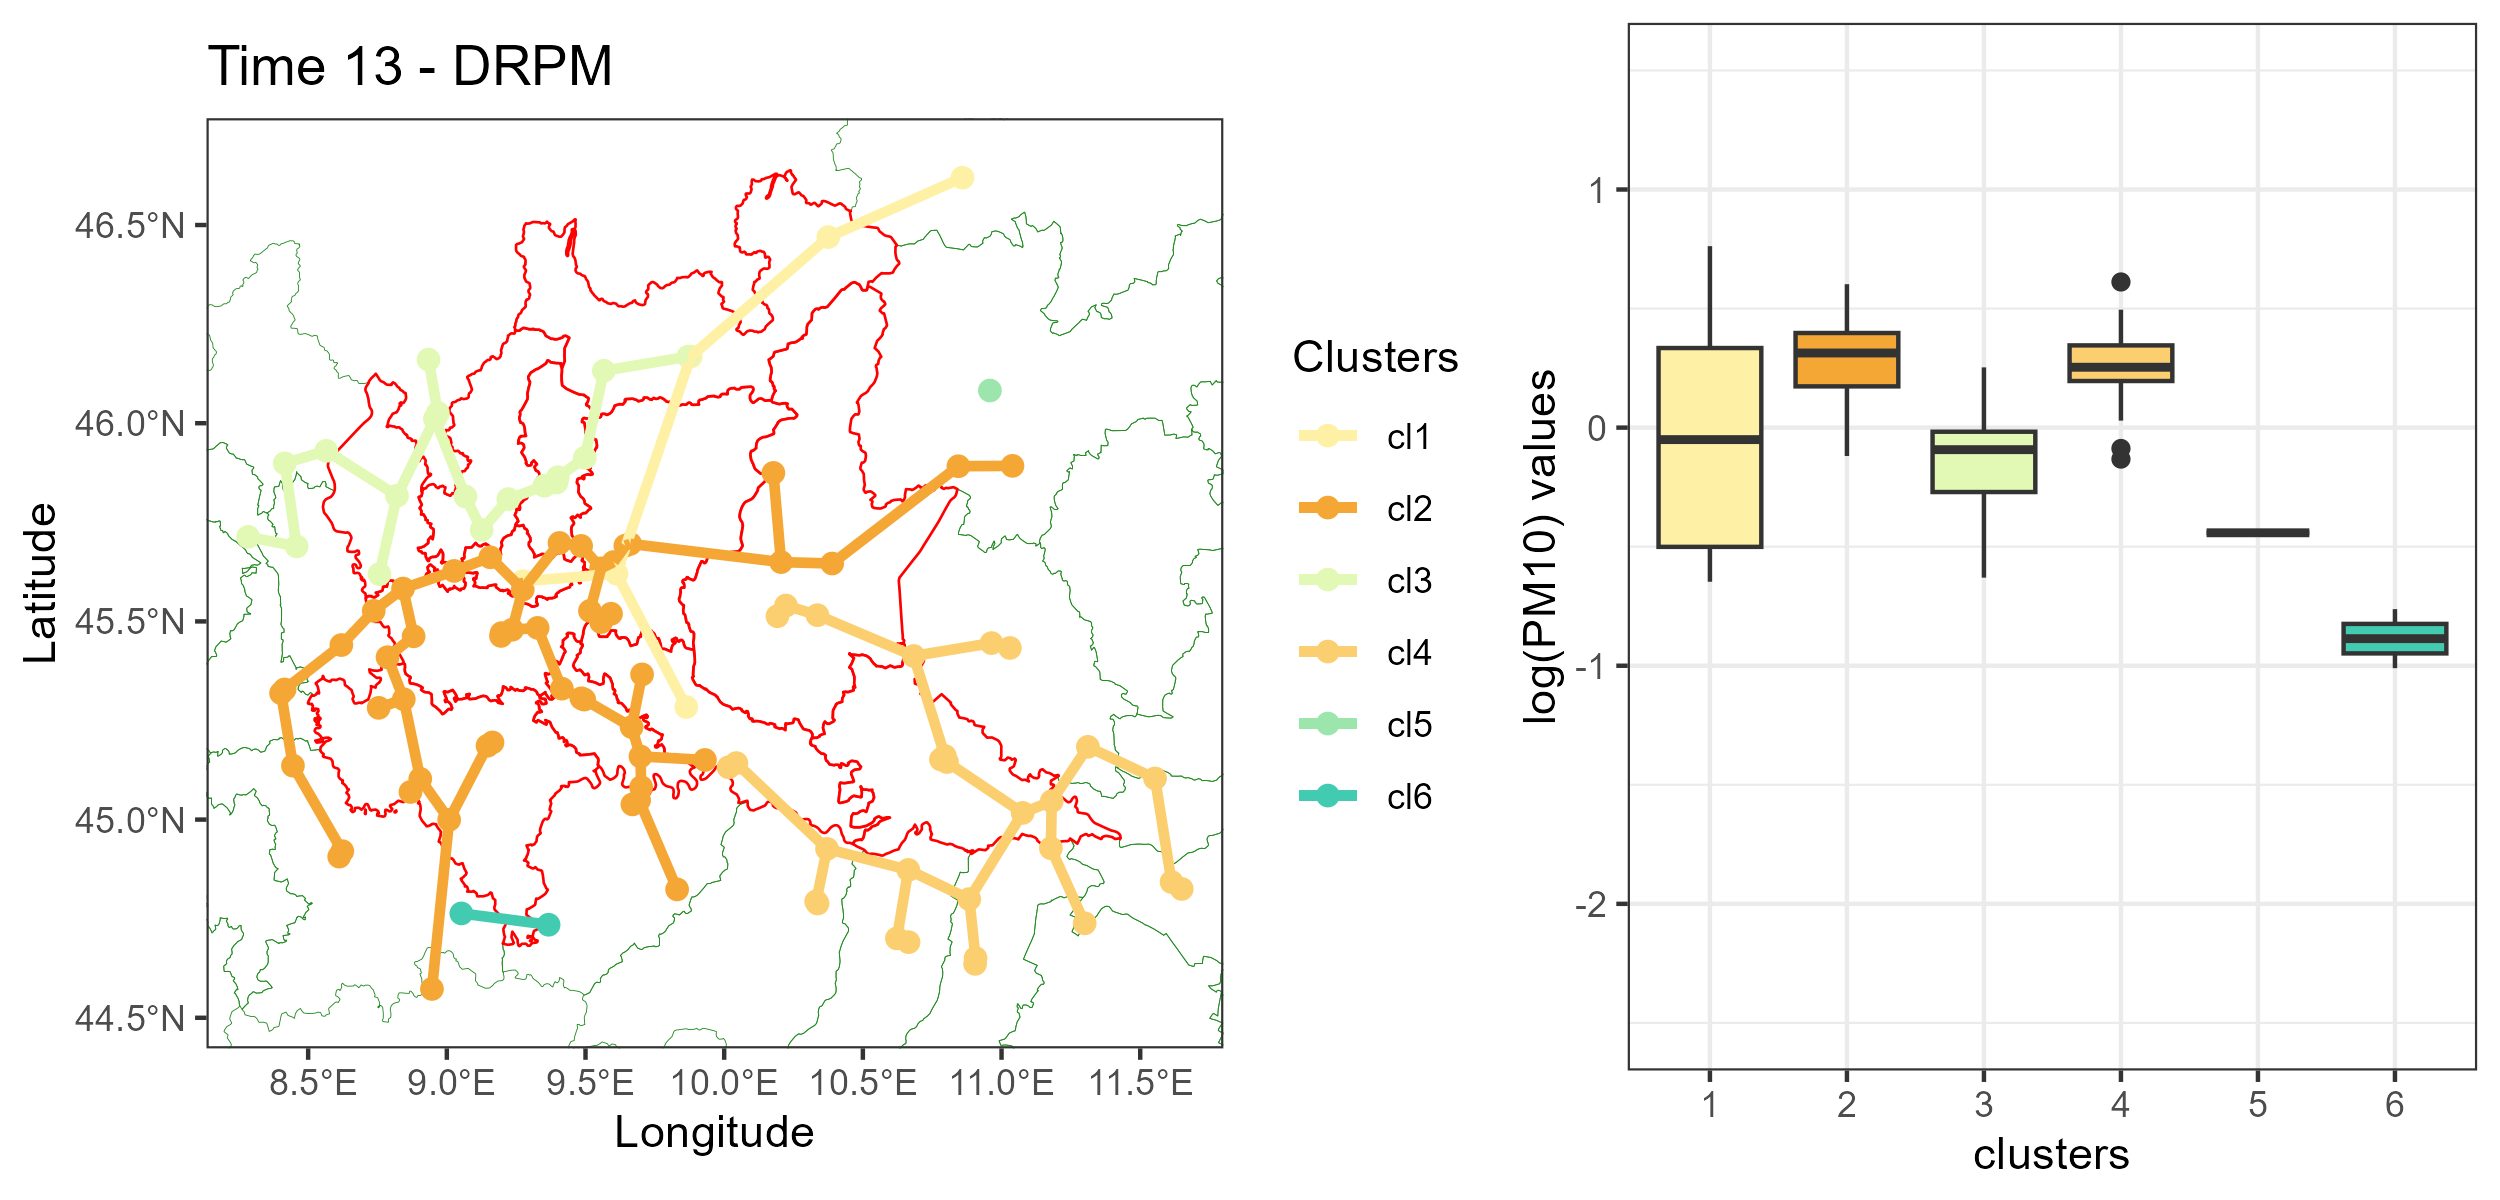 Time 13 - DRPM
Latitude
46.5°N
46.0°N
45.5°N
45.0°N
44.5°N
8.5°E 9.0°E 9.5°E 10.0°E 10.5°E 11.0°E 11.5°E
Longitude
Clusters
cl1
cl2
cl3
cl4
cl5
cl6
log(PM10) values
1
0
-1
-2
1 2 3 4 5 6
clusters